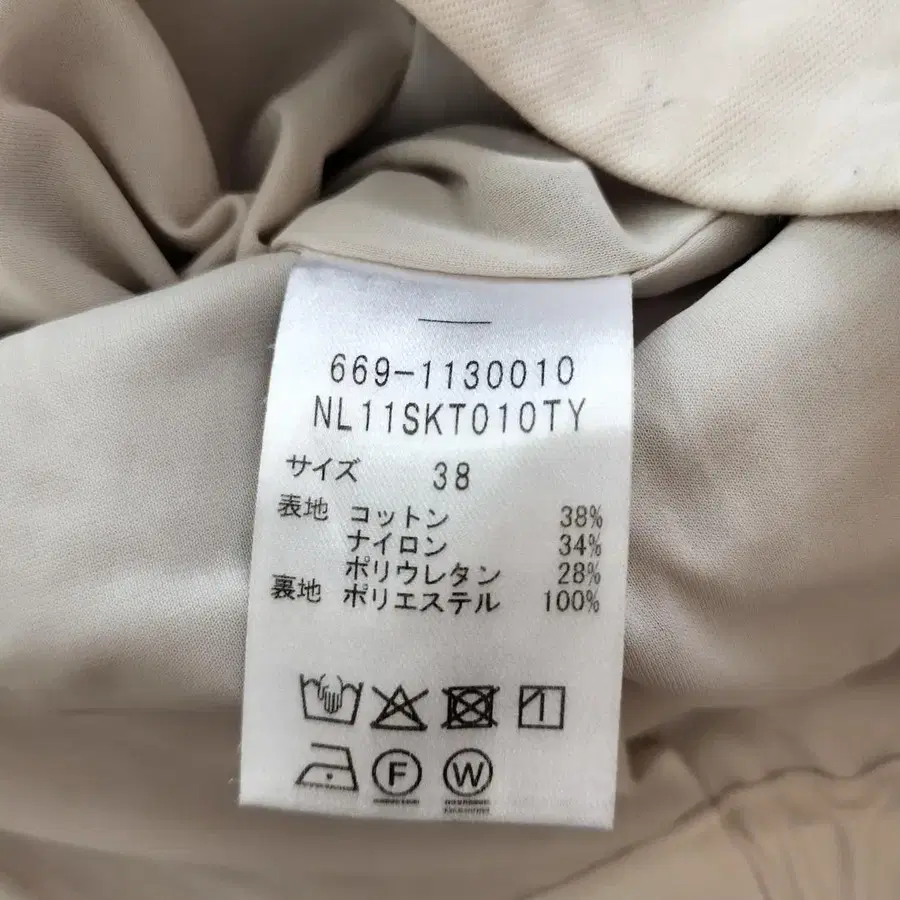 669-1130010
NL11SKT010TY
サイズ 38
表地 コットン 38%
ナイロン 34%
ポリウレタン 28%
裏地 ポリエステル 100%
F W